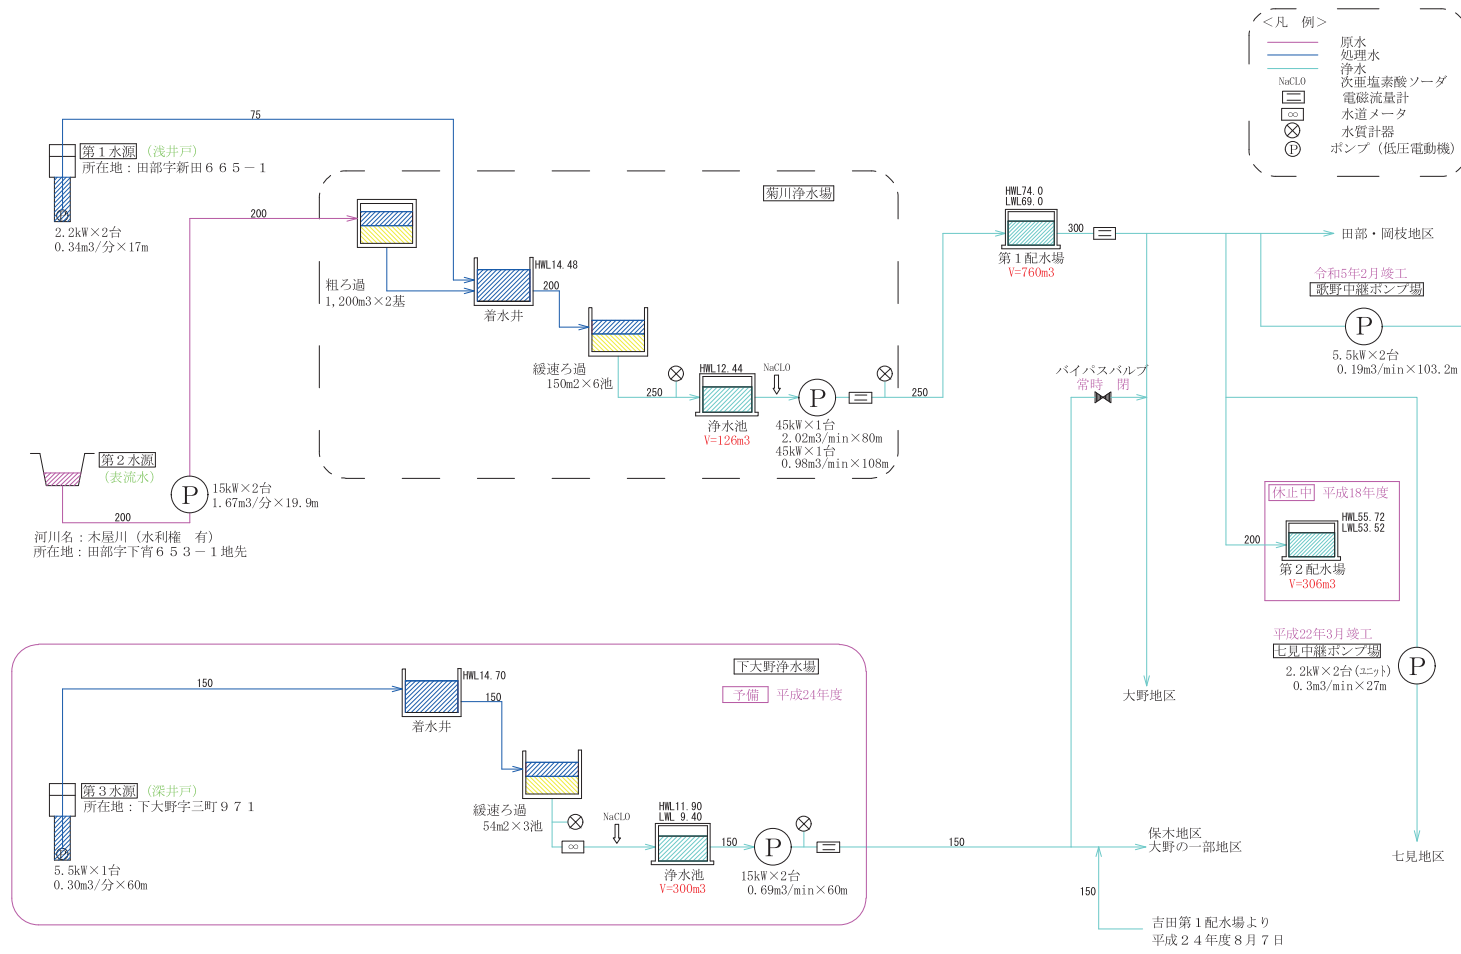 ＜凡　例＞
原水
処理水
浄水
NaCLO 次亜塩素酸ソーダ
電磁流量計
∞ 水道メータ
水質計器
P ポンプ（低圧電動機）
75
第１水源（浅井戸）
所在地：田部字新田６６５－１
P
2.2kW×2台
0.34m3/分×17m
200
粗ろ過
1,200m3×2基
菊川浄水場
HWL14.48
200
着水井
緩速ろ過
150m2×6池
250
HWL12.44
浄水池
V=126m3
NaCLO
P
45kW×1台
2.02m3/min×80m
45kW×1台
0.98m3/min×108m
250
HWL74.0
LWL69.0
300
第１配水場
V=760m3
田部・岡枝地区
令和5年2月竣工
歌野中継ポンプ場
P
5.5kW×2台
0.19m3/min×103.2m
バイパスバルブ
常時　閉
第２水源
（表流水）
P
15kW×2台
1.67m3/分×19.9m
200
河川名：木屋川（水利権　有）
所在地：田部字下宵６５３－１地先
休止中 平成18年度
HWL55.72
LWL53.52
200
第２配水場
V=306m3
平成22年3月竣工
七見中継ポンプ場
P
2.2kW×2台(ユニット)
0.3m3/min×27m
大野地区
七見地区
下大野浄水場
予備 平成24年度
150
HWL14.70
150
着水井
第３水源（深井戸）
所在地：下大野字三町９７１
P
5.5kW×1台
0.30m3/分×60m
緩速ろ過
54m2×3池
∞
NaCLO
HWL11.90
LWL 9.40
浄水池
V=300m3
150
P
15kW×2台
0.69m3/min×60m
150
保木地区
大野の一部地区
150
吉田第１配水場より
平成２４年度８月７日